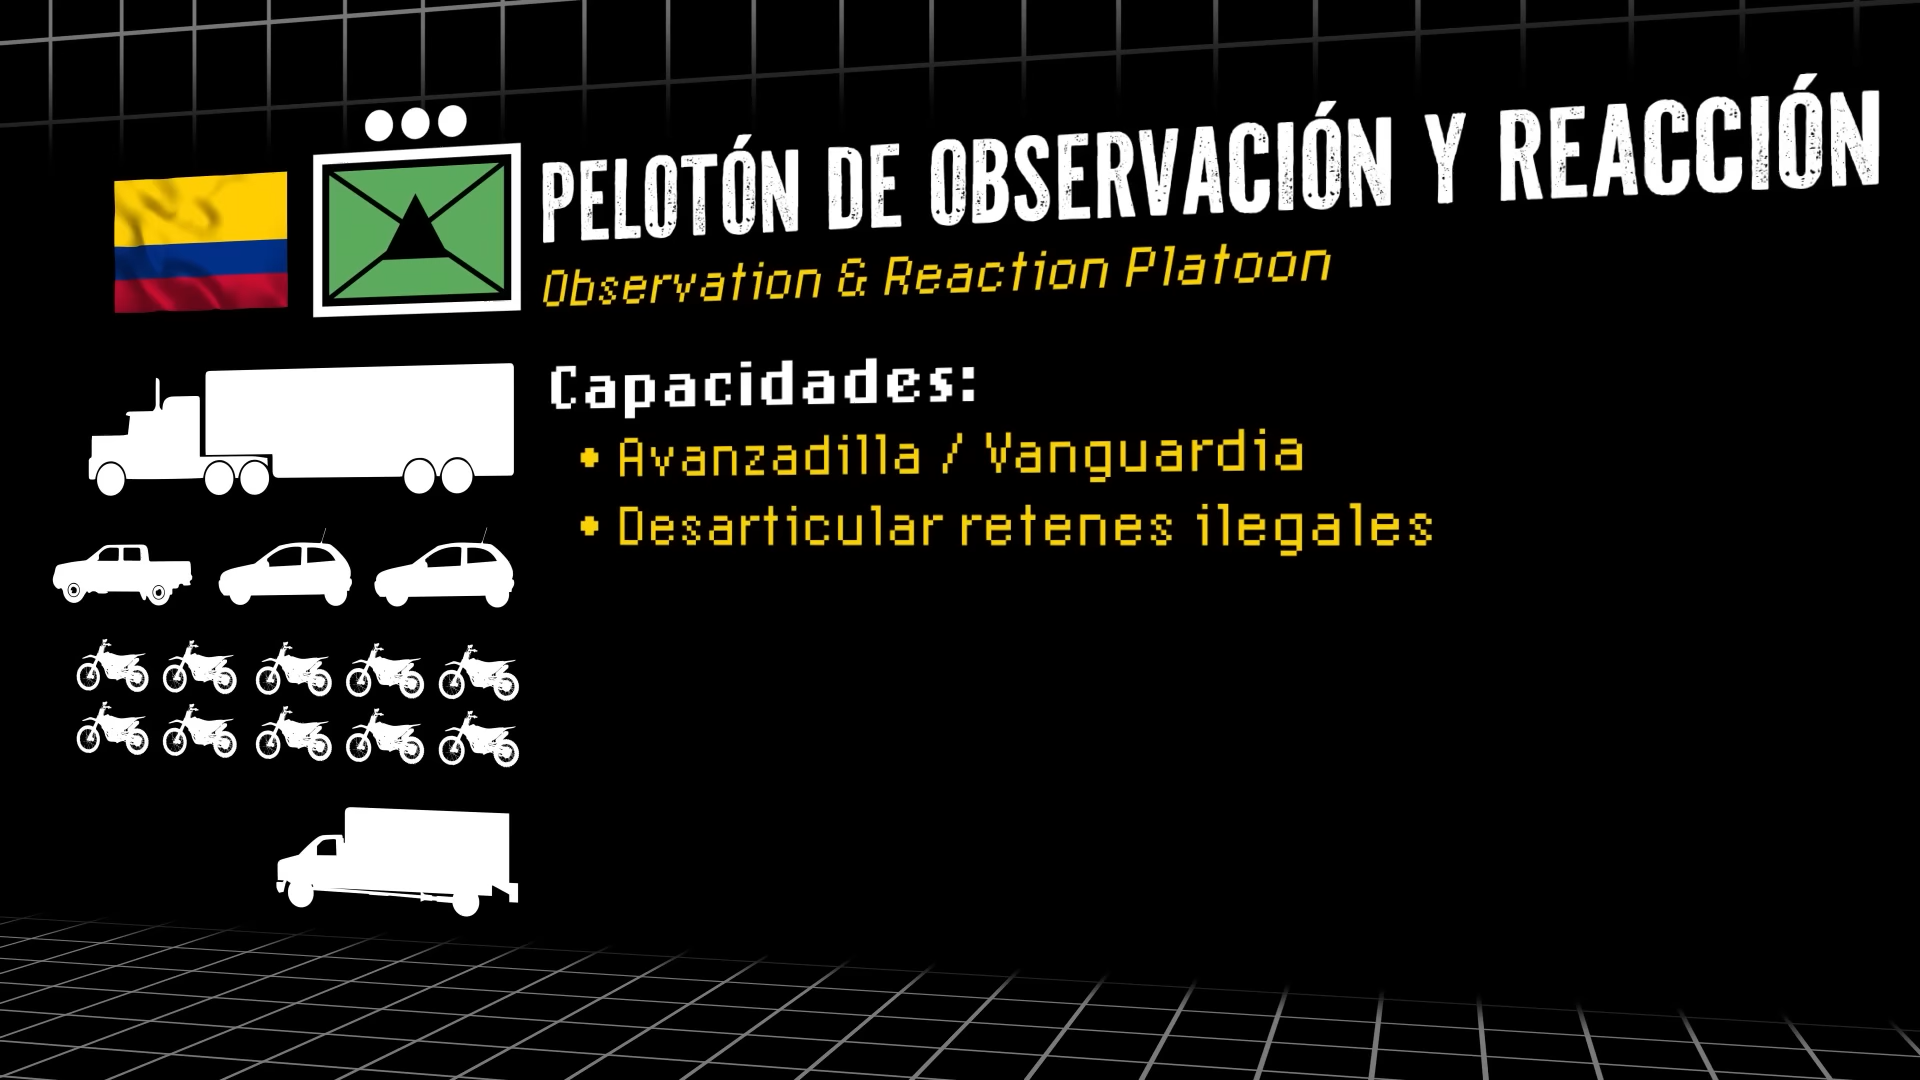 PELOTÓN DE OBSERVACIÓN Y REACCIÓN
Observation & Reaction Platoon
Capacidades:
• Avanzadilla / Vanguardia
• Desarticular retenes ilegales